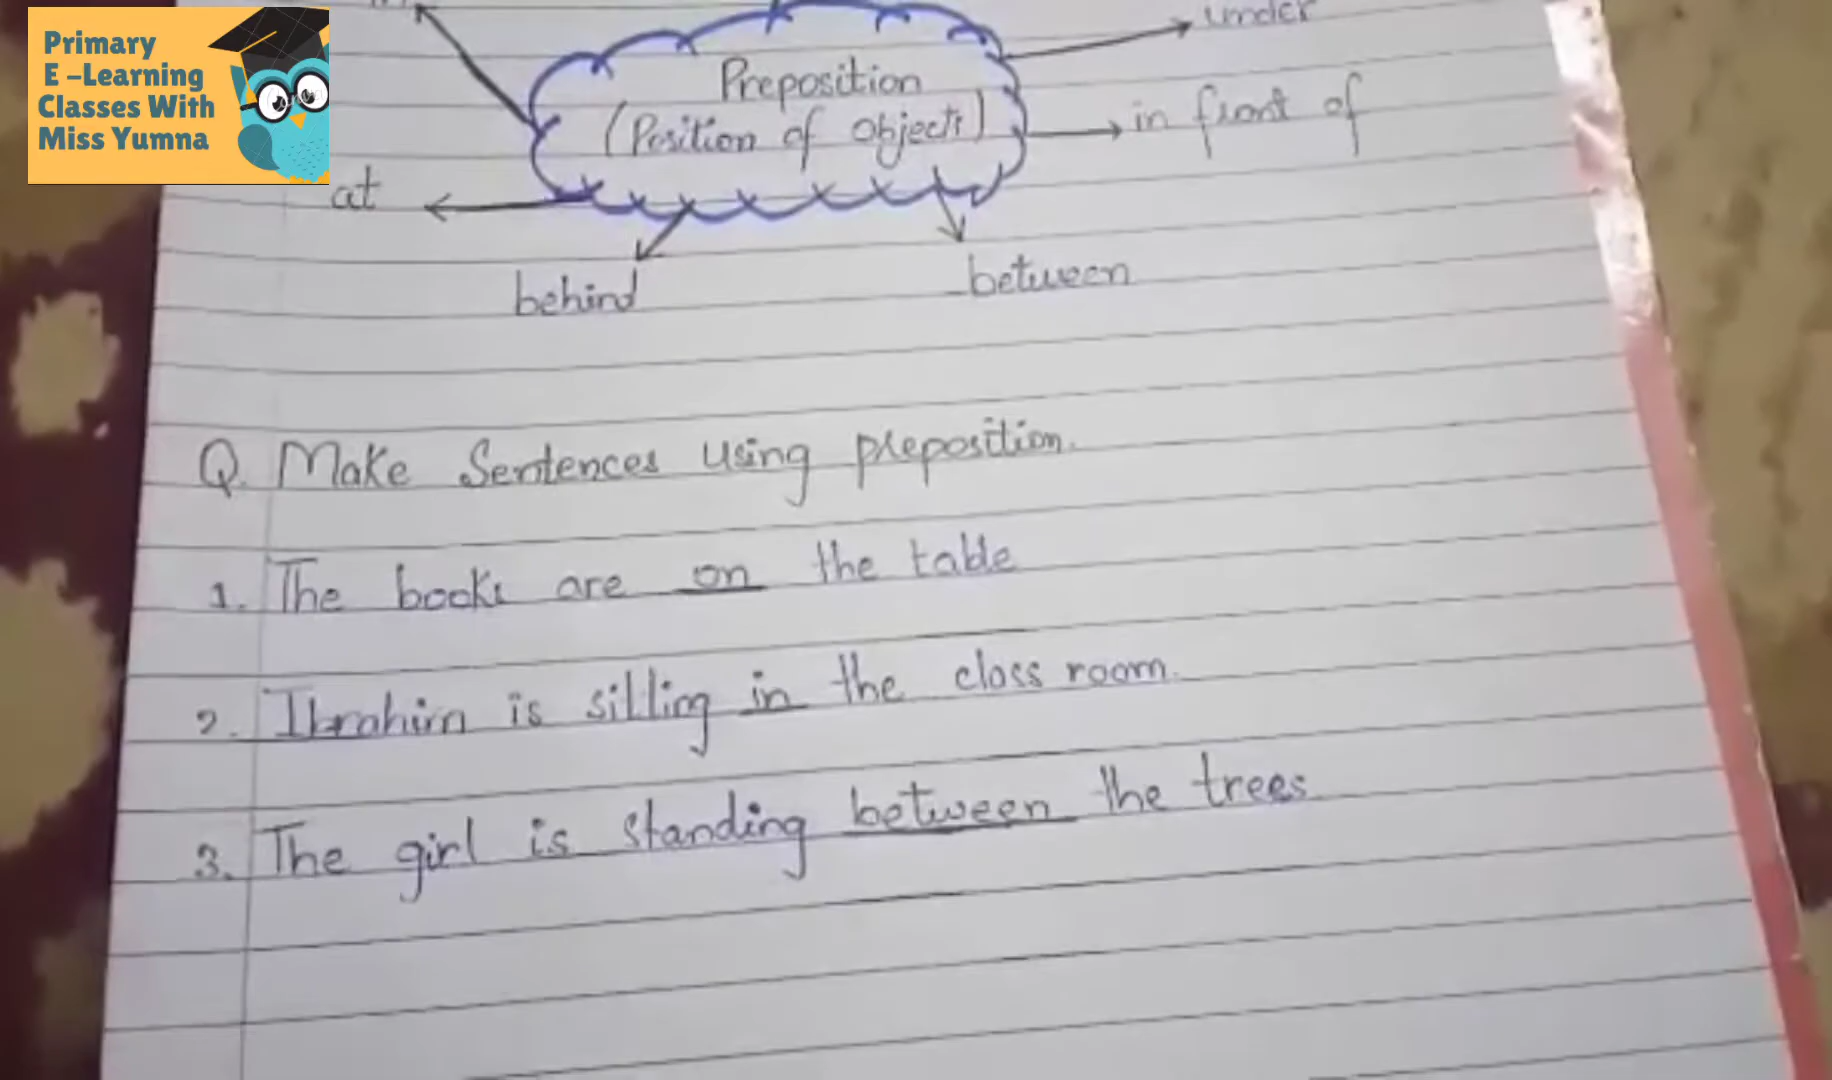 Primary
E -Learning
Classes With
Miss Yumna
under
Preposition
(Position of objects)
in front of
at
behind
between
Q. Make Sentences using preposition.
1. The books are on the table
2. Ibrahim is sitting in the class room.
3. The girl is standing between the trees